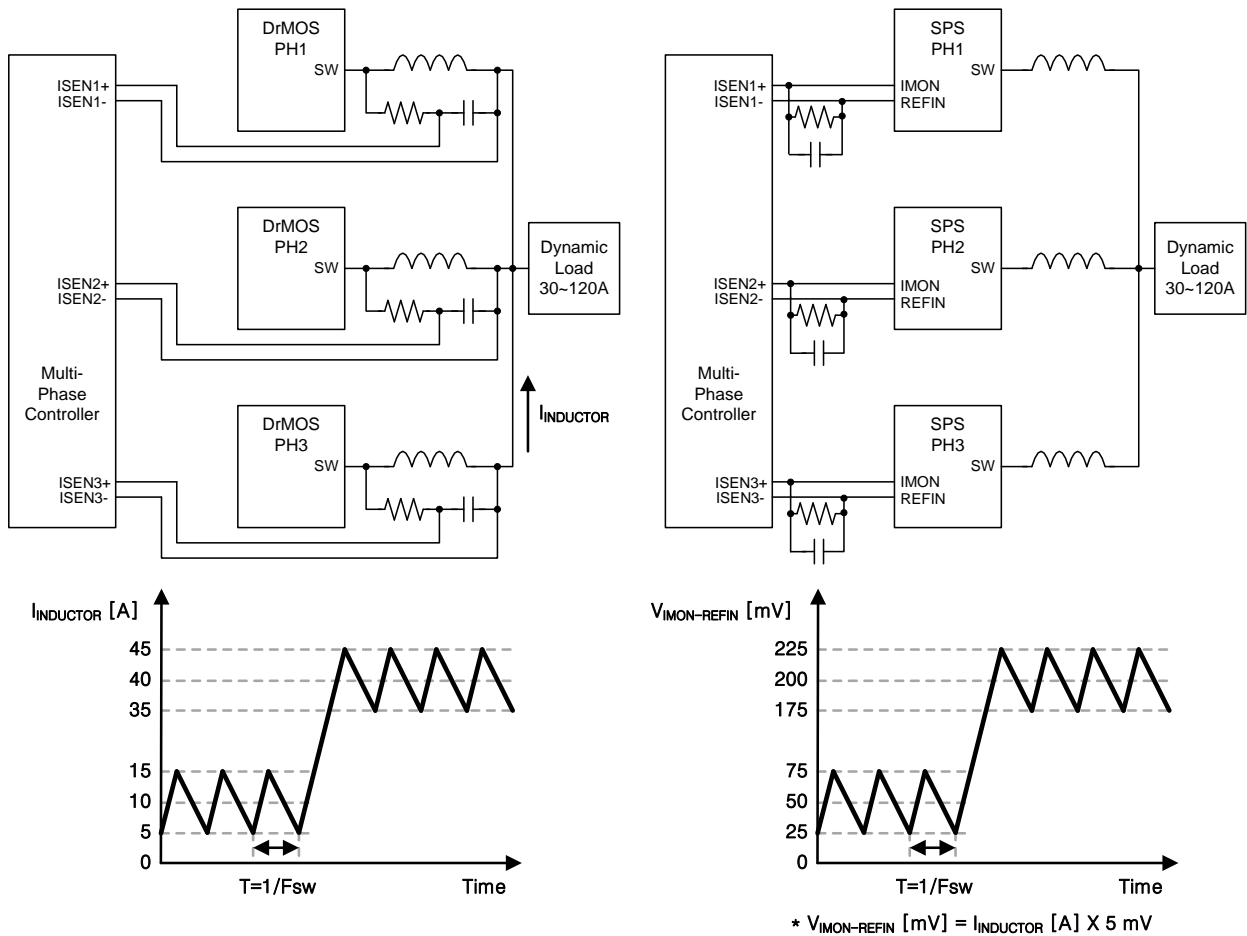 DrMOS
PH1
SW
ISEN1+
ISEN1-
DrMOS
PH2
SW
ISEN2+
ISEN2-
Dynamic
Load
30~120A
Multi-
Phase
Controller
IINDUCTOR
DrMOS
PH3
SW
ISEN3+
ISEN3-
SPS
PH1
SW
ISEN1+
ISEN1-
IMON
REFIN
SPS
PH2
SW
ISEN2+
ISEN2-
IMON
REFIN
Dynamic
Load
30~120A
Multi-
Phase
Controller
SPS
PH3
SW
ISEN3+
ISEN3-
IMON
REFIN
IINDUCTOR [A]
45
40
35
15
10
5
0
T=1/Fsw
Time
VIMON-REFIN [mV]
225
200
175
75
50
25
0
T=1/Fsw
Time
* VIMON-REFIN [mV] = IINDUCTOR [A] X 5 mV